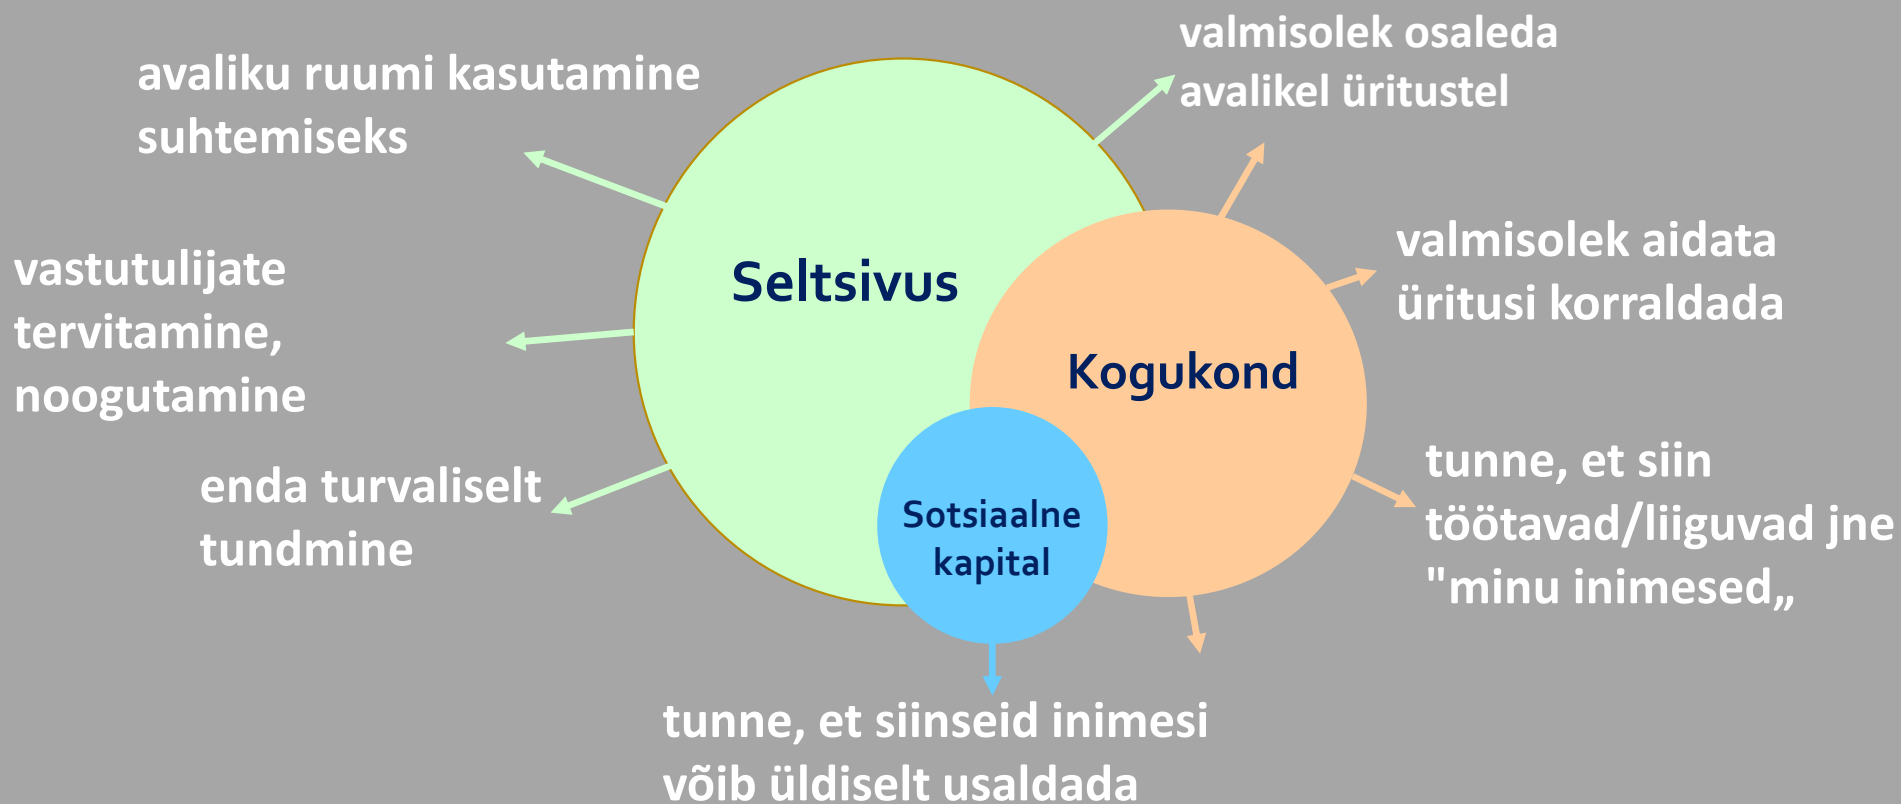 valmisolek osaleda
avalikel üritustel
avaliku ruumi kasutamine
suhtemiseks
vastutulijate
tervitamine,
noogutamine
enda turvaliselt
tundmine
Seltsivus
Kogukond
Sotsiaalne
kapital
valmisolek aidata
üritusi korraldada
tunne, et siin
töötavad/liiguvad jne
"minu inimesed„
tunne, et siinseid inimesi
võib üldiselt usaldada